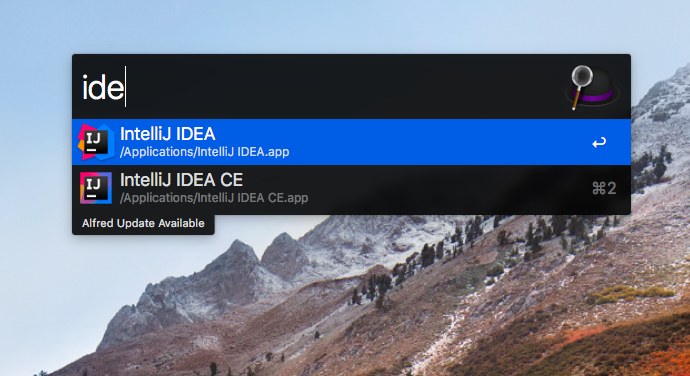 ide
IJ
IntelliJ IDEA
/Applications/IntelliJ IDEA.app
IJ
IntelliJ IDEA CE
/Applications/IntelliJ IDEA CE.app
⌘2
Alfred Update Available